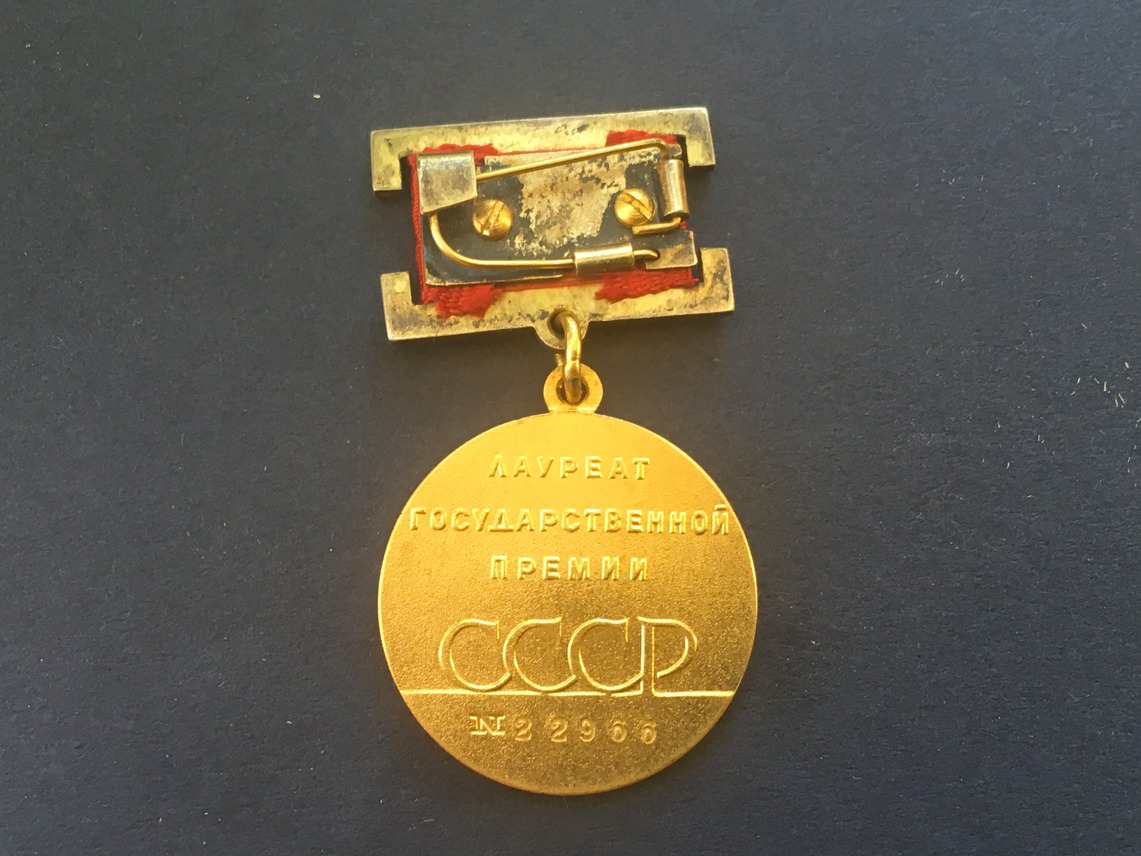 ЛАУРЕАТ
ГОСУДАРСТВЕННОЙ
ПРЕМИИ
СССР
№22966